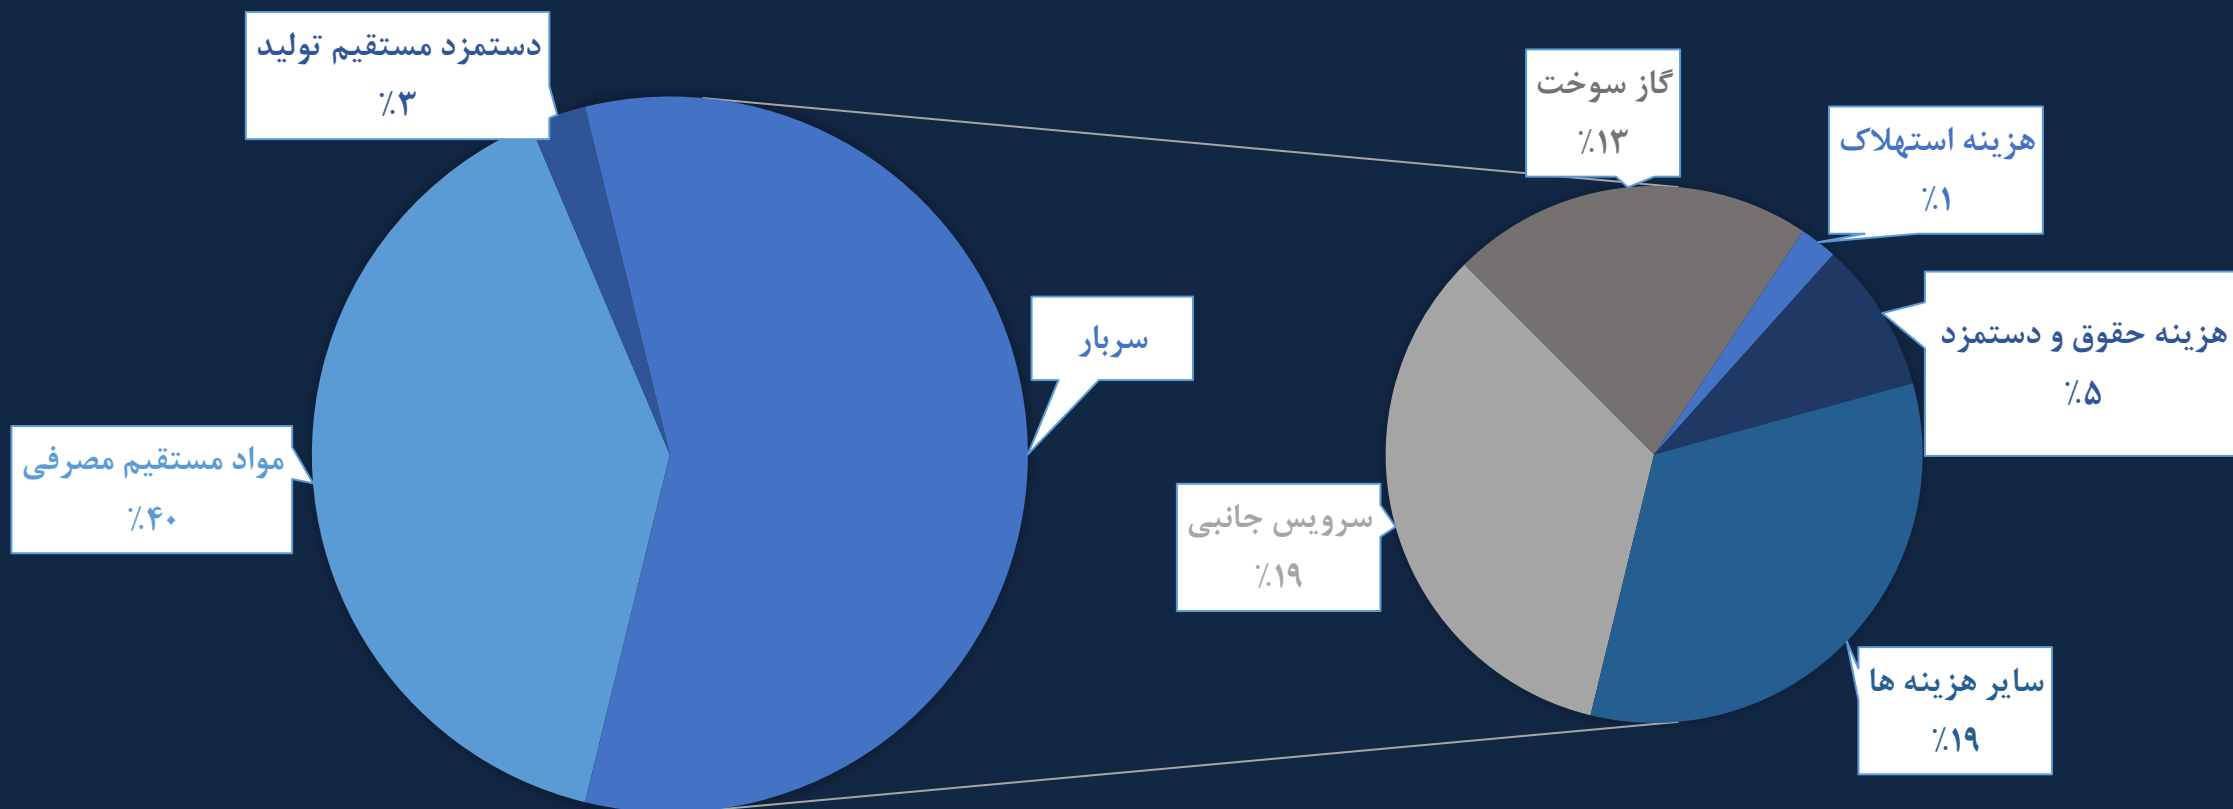 دستمزد مستقیم تولید
٪۳
گاز سوخت
٪۱۳
هزینه استهلاک
٪۱
هزینه حقوق و دستمزد
٪۵
سربار
مواد مستقیم مصرفی
٪۴۰
سرویس جانبی
٪۱۹
سایر هزینه ها
٪۱۹